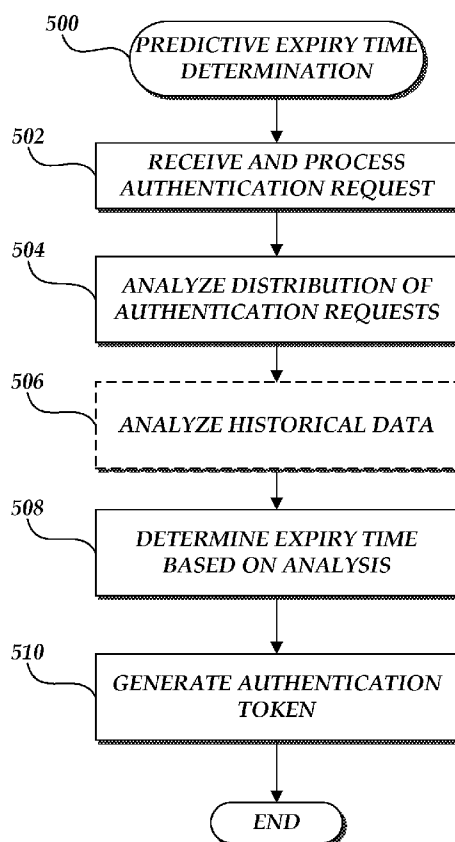 500
PREDICTIVE EXPIRY TIME
DETERMINATION
502
RECEIVE AND PROCESS
AUTHENTICATION REQUEST
504
ANALYZE DISTRIBUTION OF
AUTHENTICATION REQUESTS
506
ANALYZE HISTORICAL DATA
508
DETERMINE EXPIRY TIME
BASED ON ANALYSIS
510
GENERATE AUTHENTICATION
TOKEN
END